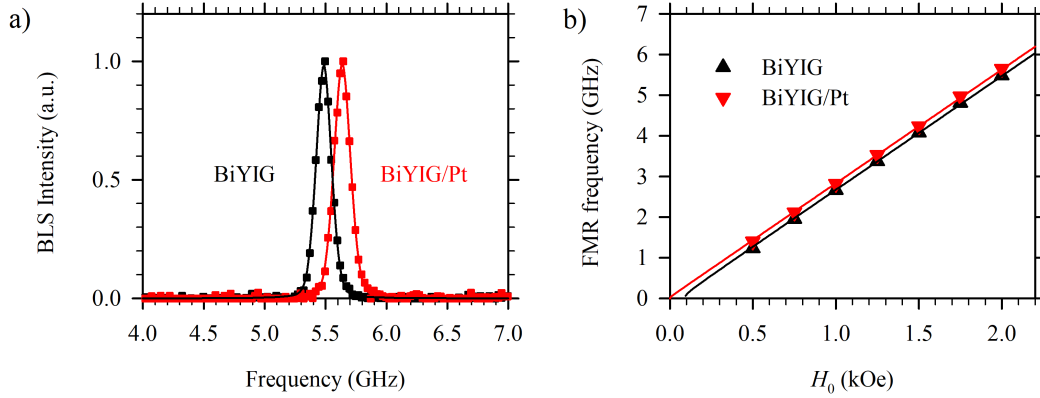 a)
BLS Intensity (a.u.)
1.0
0.5
0.0
BiYIG
BiYIG/Pt
4.0 4.5 5.0 5.5 6.0 6.5 7.0
Frequency (GHz)
b)
FMR frequency (GHz)
7
6
5
4
3
2
1
0
BiYIG
BiYIG/Pt
0.0 0.5 1.0 1.5 2.0
H₀ (kOe)